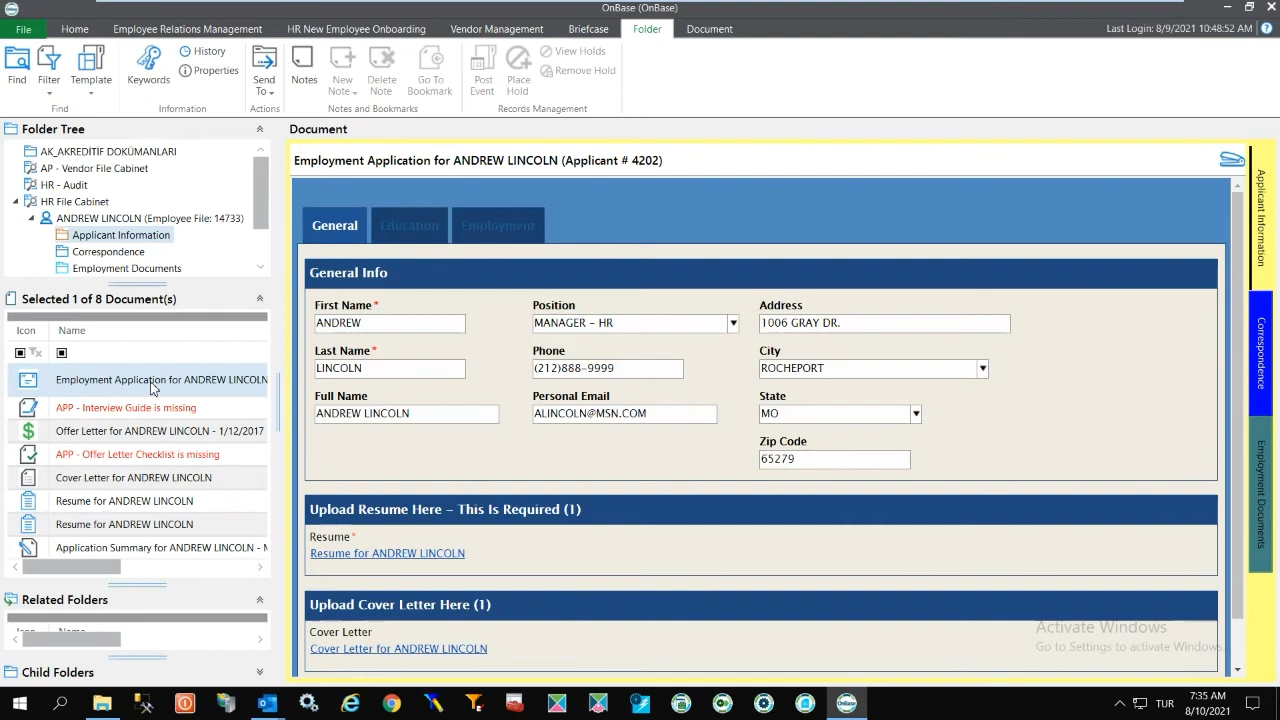 OnBase (OnBase)
File Home Employee Relations Management HR New Employee Onboarding Vendor Management Briefcase Folder Document Last Login: 8/9/2021 10:48:52 AM
Find Filter Template Keywords History Properties Send To Notes New Note Delete Note Go To Bookmark Post Event Place Hold View Holds Remove Hold
Find Information Actions Notes and Bookmarks Records Management
Folder Tree
AK_AKREDİTİF DOKÜMANLARI
AP - Vendor File Cabinet
HR - Audit
HR File Cabinet
ANDREW LINCOLN (Employee File: 14733)
Applicant Information
Correspondence
Employment Documents
Selected 1 of 8 Document(s)
Icon Name
Employment Application for ANDREW LINCOLN
APP - Interview Guide is missing
Offer Letter for ANDREW LINCOLN - 1/12/2017
APP - Offer Letter Checklist is missing
Cover Letter for ANDREW LINCOLN
Resume for ANDREW LINCOLN
Resume for ANDREW LINCOLN
Application Summary for ANDREW LINCOLN - M
Related Folders
Icon Name
Child Folders
Document
Employment Application for ANDREW LINCOLN (Applicant # 4202)
General Education Employment
General Info
First Name * Position Address
ANDREW MANAGER - HR 1006 GRAY DR.
Last Name * Phone City
LINCOLN (212)888-9999 ROCHEPORT
Full Name Personal Email State
ANDREW LINCOLN ALINCOLN@MSN.COM MO
Zip Code
65279
Upload Resume Here - This Is Required (1)
Resume *
Resume for ANDREW LINCOLN
Upload Cover Letter Here (1)
Cover Letter
Cover Letter for ANDREW LINCOLN
Applicant Information
Correspondence
Employment Documents
Activate Windows
Go to Settings to activate Windows.
TUR
7:35 AM
8/10/2021